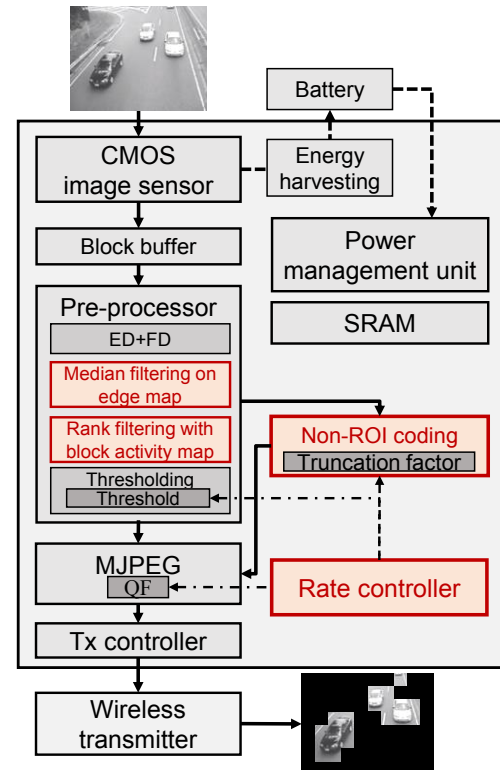 Battery
CMOS
image sensor
Energy
harvesting
Block buffer
Power
management unit
Pre-processor
SRAM
ED+FD
Median filtering on
edge map
Rank filtering with
block activity map
Non-ROI coding
Truncation factor
Thresholding
Threshold
MJPEG
QF
Rate controller
Tx controller
Wireless
transmitter